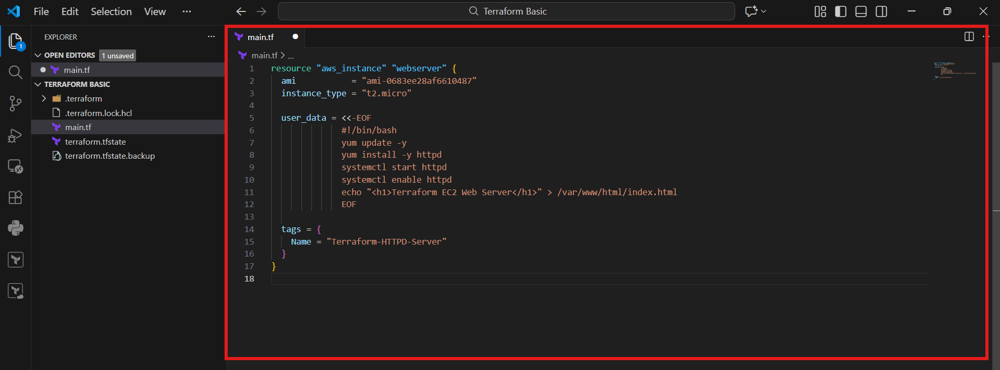 File Edit Selection View ··· Terraform Basic
EXPLORER ···
OPEN EDITORS 1 unsaved
main.tf
TERRAFORM BASIC
.terraform
.terraform.lock.hcl
main.tf
terraform.tfstate
terraform.tfstate.backup
1
main.tf
main.tf > ...
1 resource "aws_instance" "webserver" {
2   ami           = "ami-0683ee28af6610487"
3   instance_type = "t2.micro"
4
5   user_data = <<-EOF
6               #!/bin/bash
7               yum update -y
8               yum install -y httpd
9               systemctl start httpd
10              systemctl enable httpd
11              echo "<h1>Terraform EC2 Web Server</h1>" > /var/www/html/index.html
12              EOF
13
14  tags = {
15    Name = "Terraform-HTTPD-Server"
16  }
17 }
18